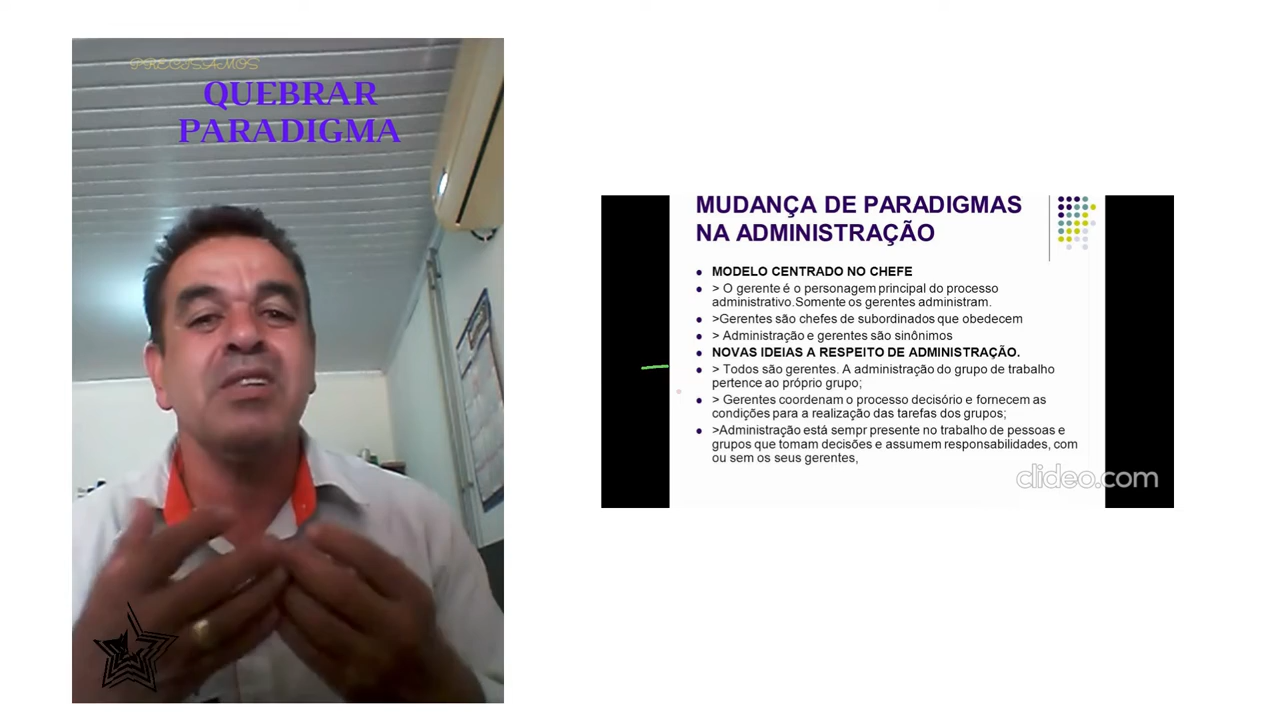 PRECISAMOS
QUEBRAR
PARADIGMA
MUDANÇA DE PARADIGMAS
NA ADMINISTRAÇÃO
MODELO CENTRADO NO CHEFE
> O gerente é o personagem principal do processo
administrativo.Somente os gerentes administram.
>Gerentes são chefes de subordinados que obedecem
> Administração e gerentes são sinônimos
NOVAS IDEIAS A RESPEITO DE ADMINISTRAÇÃO.
> Todos são gerentes. A administração do grupo de trabalho
pertence ao próprio grupo;
> Gerentes coordenam o processo decisório e fornecem as
condições para a realização das tarefas dos grupos;
>Administração está sempr presente no trabalho de pessoas e
grupos que tomam decisões e assumem responsabilidades, com
ou sem os seus gerentes,
clideo.com